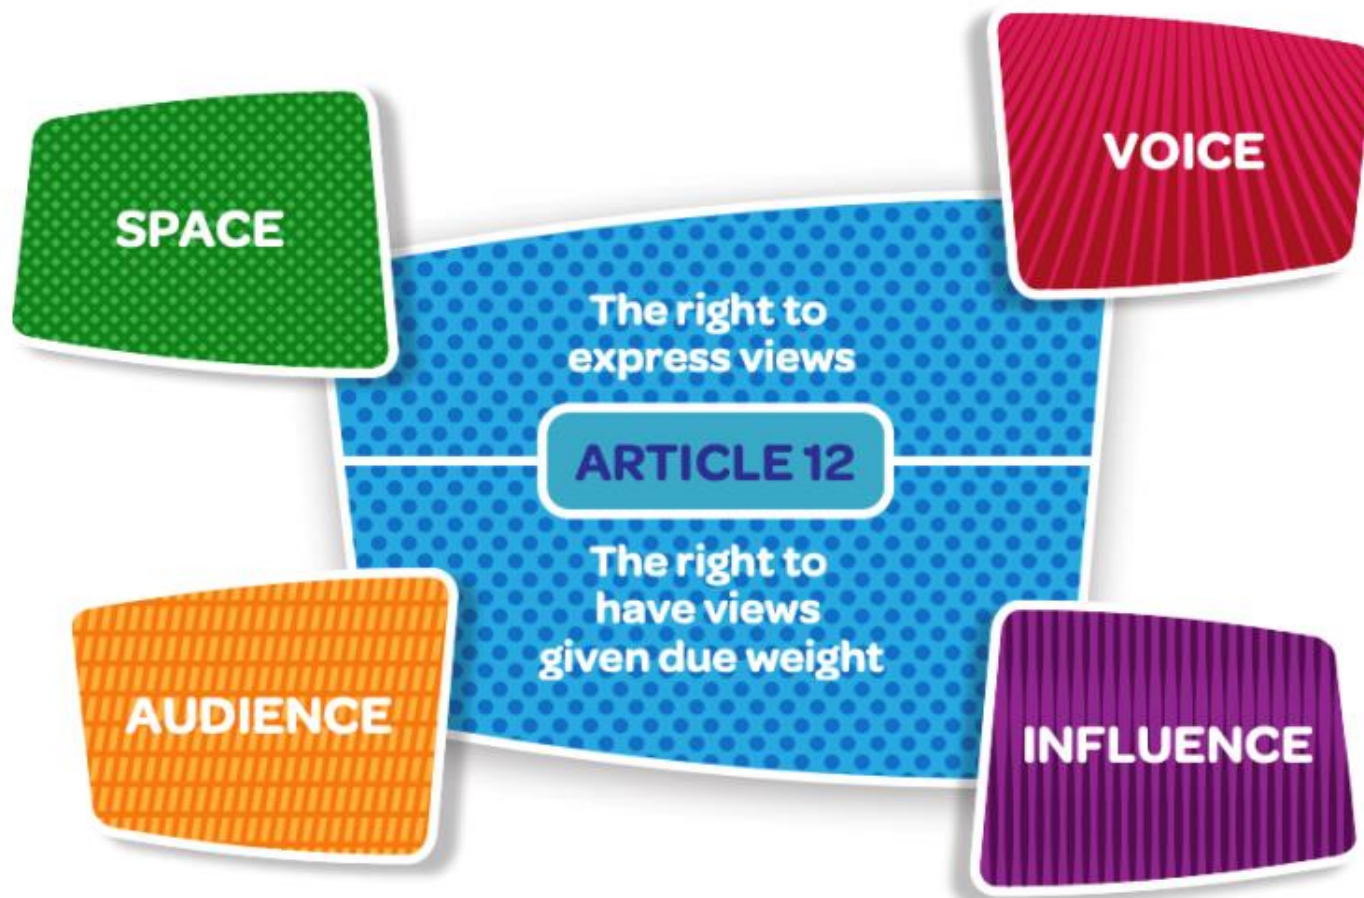 SPACE
VOICE
The right to
express views
ARTICLE 12
The right to
have views
given due weight
AUDIENCE
INFLUENCE